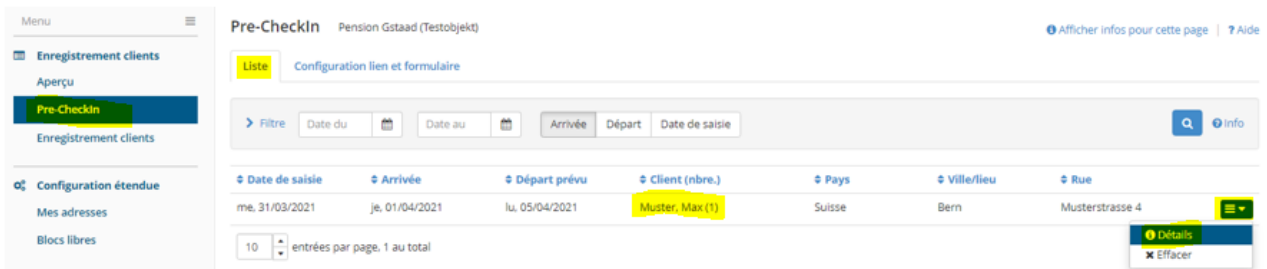 Menu
Enregistrement clients
Aperçu
Pre-CheckIn
Enregistrement clients
Configuration étendue
Mes adresses
Blocs libres
Pre-CheckIn Pension Gstaad (Testobjekt)
Afficher infos pour cette page | ? Aide
Liste Configuration lien et formulaire
Filtre Date du Date au Arrivée Départ Date de saisie Info
Date de saisie Arrivée Départ prévu Client (nbre.) Pays Ville/lieu Rue
me, 31/03/2021 je, 01/04/2021 lu, 05/04/2021 Muster, Max (1) Suisse Bern Musterstrasse 4
10 entrées par page. 1 au total
Détails
Effacer